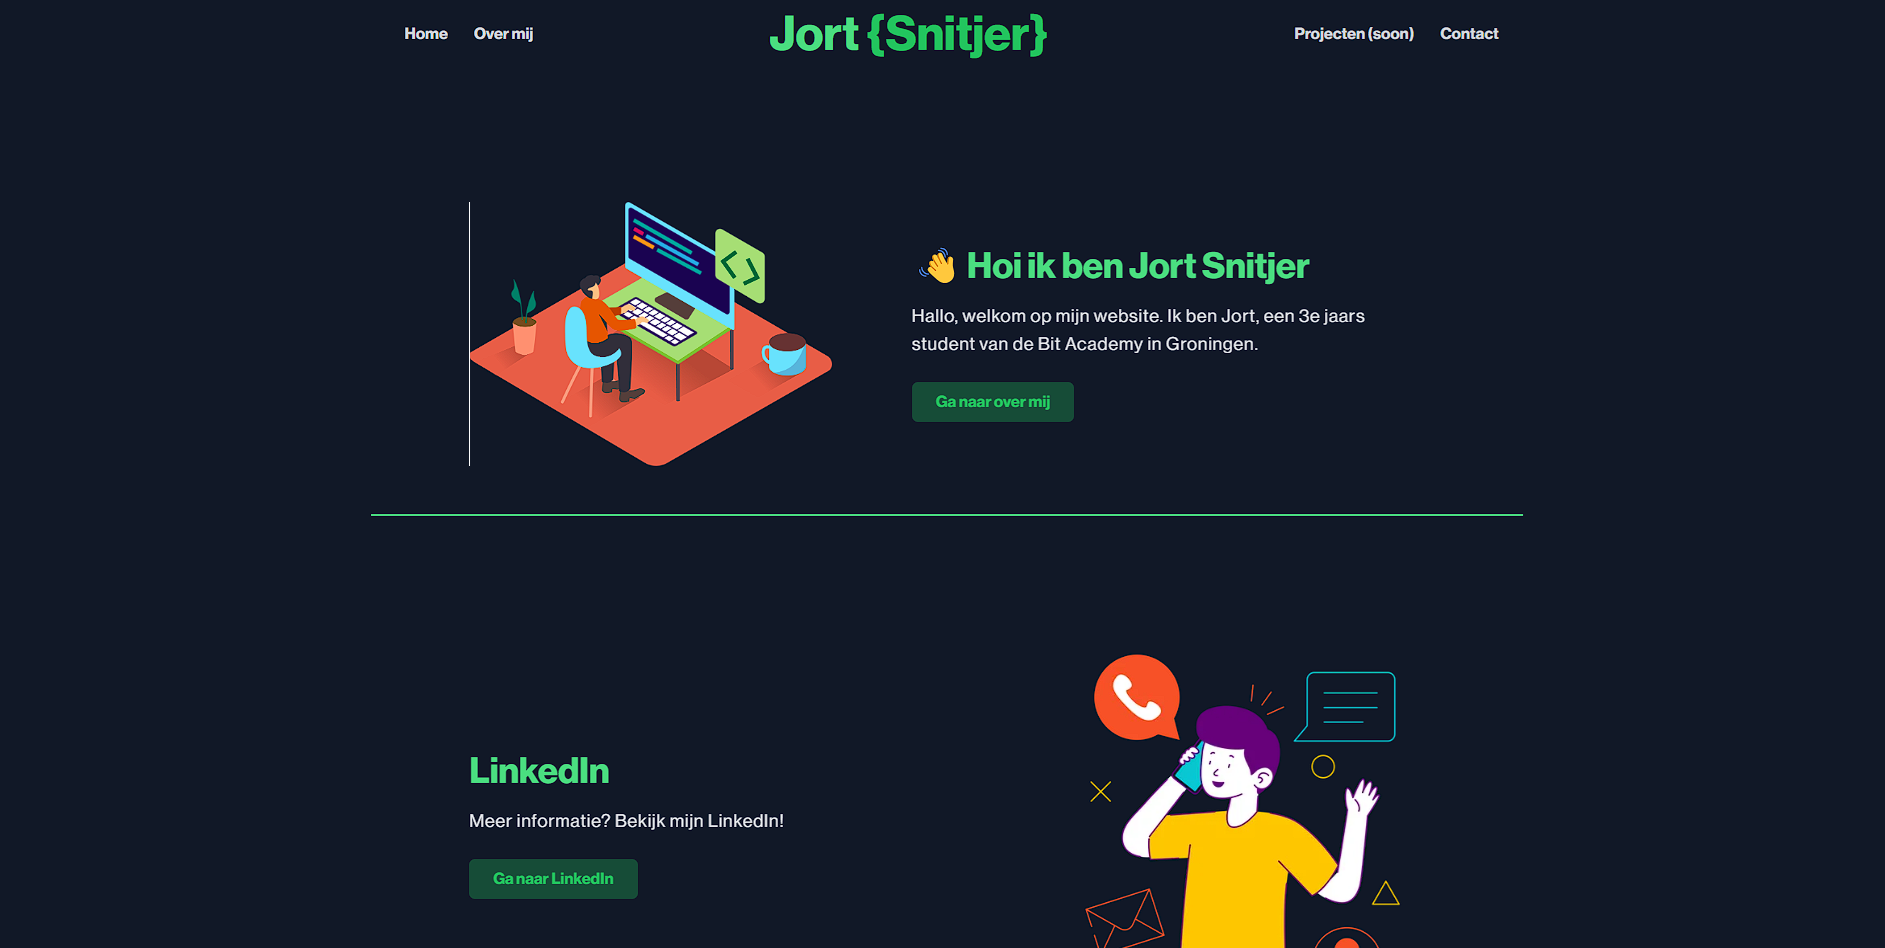 Home
Over mij
Jort {Snitjer}
Projecten (soon)
Contact
👋 Hoi ik ben Jort Snitjer
Hallo, welkom op mijn website. Ik ben Jort, een 3e jaars
student van de Bit Academy in Groningen.
Ga naar over mij
LinkedIn
Meer informatie? Bekijk mijn LinkedIn!
Ga naar LinkedIn